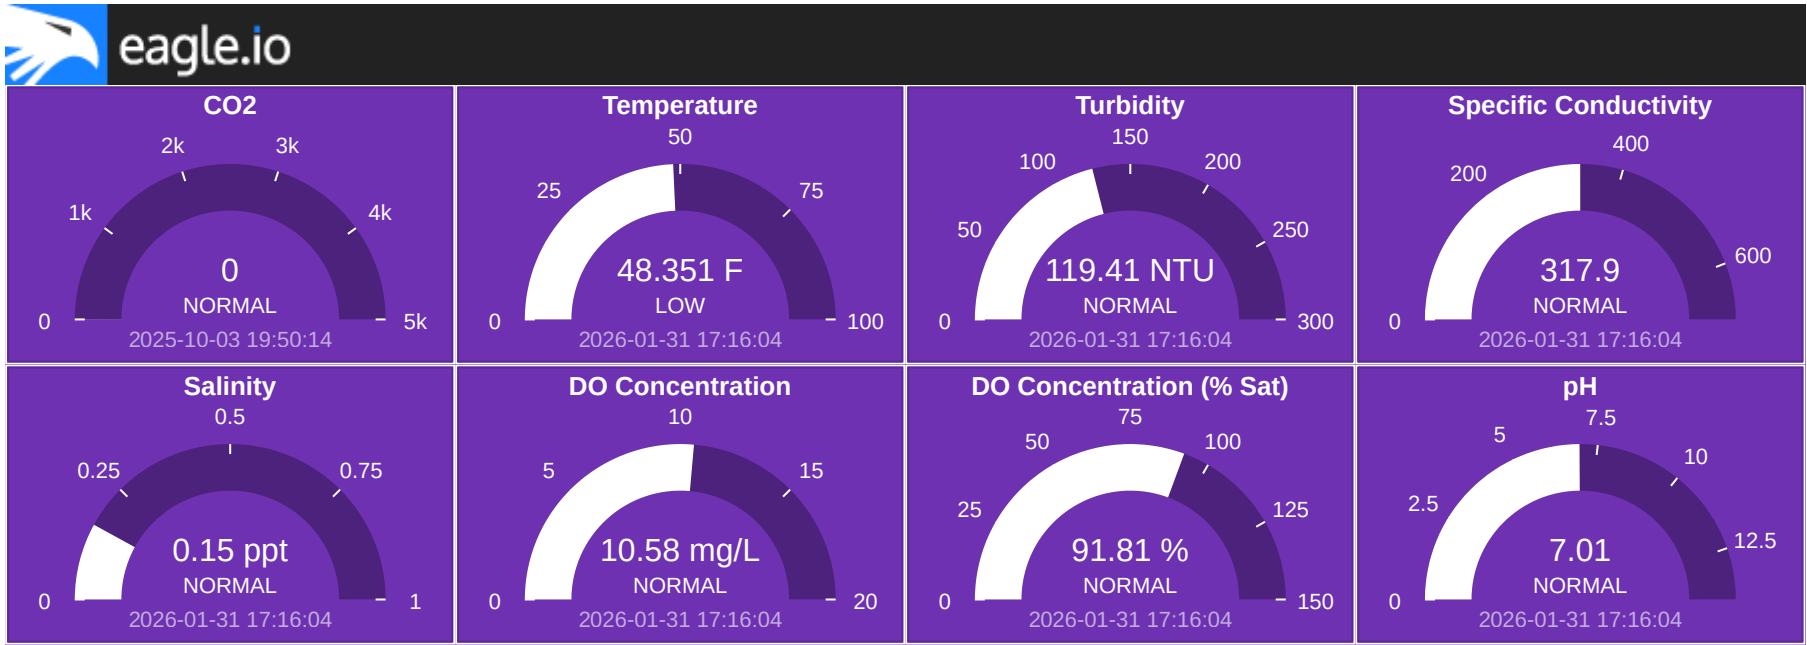 eagle.io
CO2
0
1k
2k
3k
4k
5k
0
NORMAL
2025-10-03 19:50:14
Temperature
0
25
50
75
100
48.351 F
LOW
2026-01-31 17:16:04
Turbidity
0
50
100
150
200
250
300
119.41 NTU
NORMAL
2026-01-31 17:16:04
Specific Conductivity
0
200
400
600
317.9
NORMAL
2026-01-31 17:16:04
Salinity
0
0.25
0.5
0.75
1
0.15 ppt
NORMAL
2026-01-31 17:16:04
DO Concentration
0
5
10
15
20
10.58 mg/L
NORMAL
2026-01-31 17:16:04
DO Concentration (% Sat)
0
25
50
75
100
125
150
91.81 %
NORMAL
2026-01-31 17:16:04
pH
0
2.5
5
7.5
10
12.5
7.01
NORMAL
2026-01-31 17:16:04